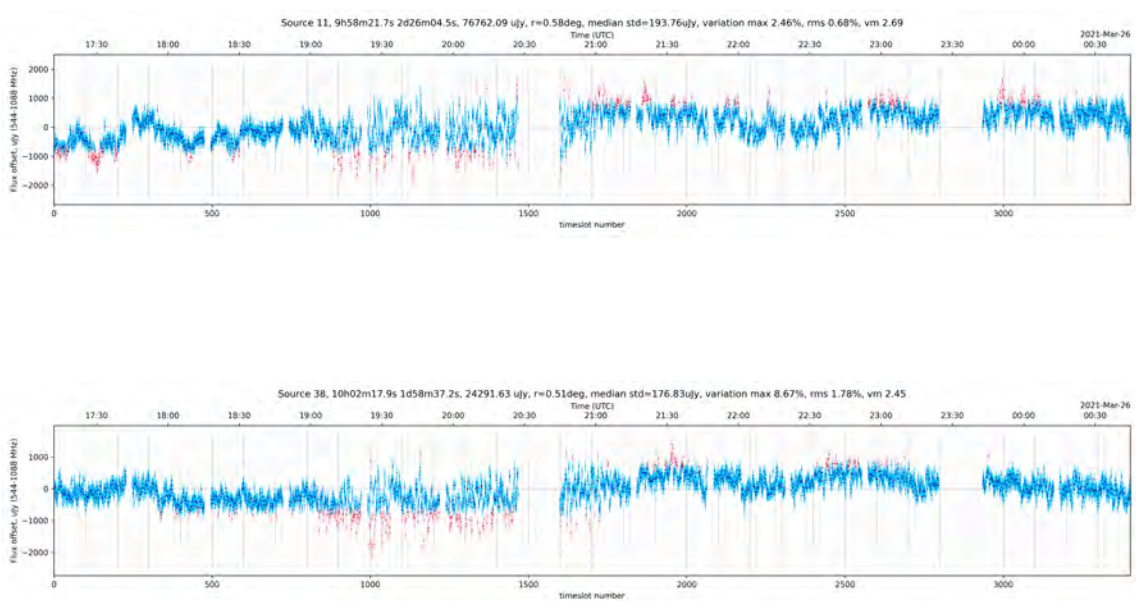 Source 11, 9h58m21.7s 2d26m04.5s, 76762.09 uJy, r=0.58deg, median std=193.76uJy, variation max 2.46%, rms 0.68%, vm 2.69
Time (UTC)
2021-Mar-26
17:30 18:00 18:30 19:00 19:30 20:00 20:30 21:00 21:30 22:00 22:30 23:00 23:30 00:00 00:30
Flux offset, uJy (544-1088 MHz)
2000
1000
0
−1000
−2000
0 500 1000 1500 2000 2500 3000
timeslot number
Source 38, 10h02m17.9s 1d58m37.2s, 24291.63 uJy, r=0.51deg, median std=176.83uJy, variation max 8.67%, rms 1.78%, vm 2.45
Time (UTC)
2021-Mar-26
17:30 18:00 18:30 19:00 19:30 20:00 20:30 21:00 21:30 22:00 22:30 23:00 23:30 00:00 00:30
Flux offset, uJy (544-1088 MHz)
1000
0
−1000
−2000
0 500 1000 1500 2000 2500 3000
timeslot number